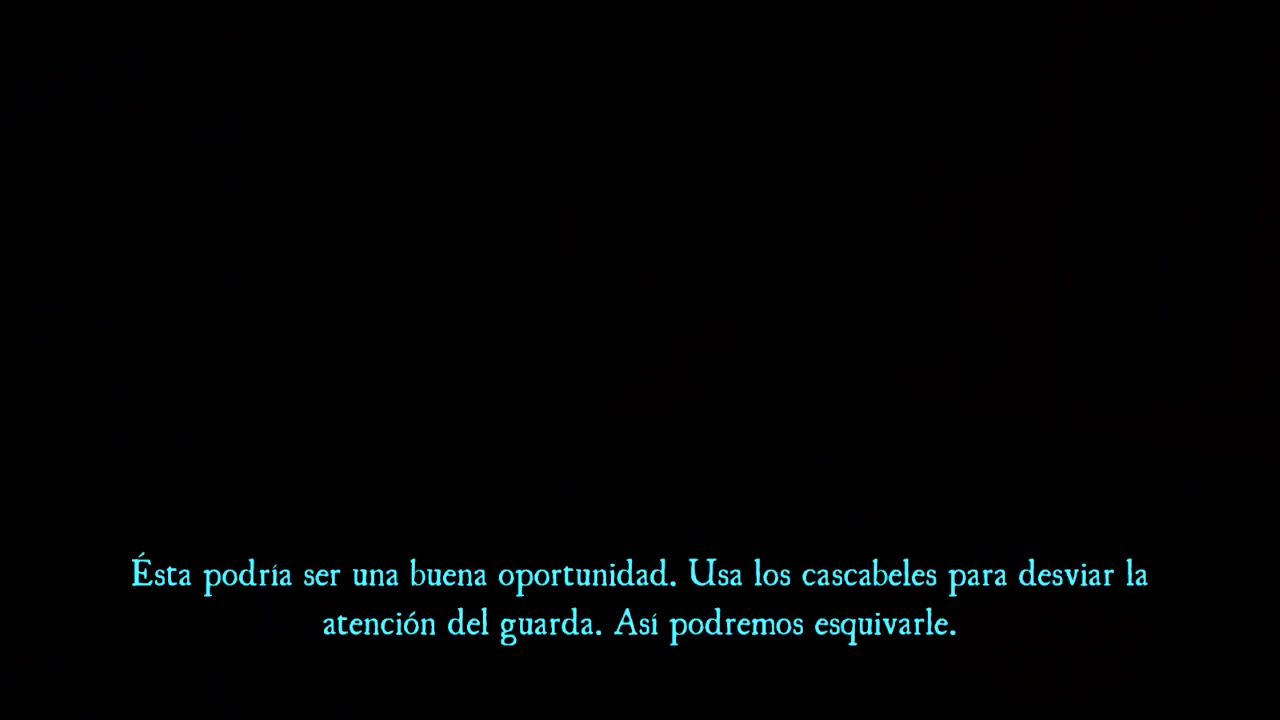 Ésta podría ser una buena oportunidad. Usa los cascabeles para desviar la
atención del guarda. Así podremos esquivarle.